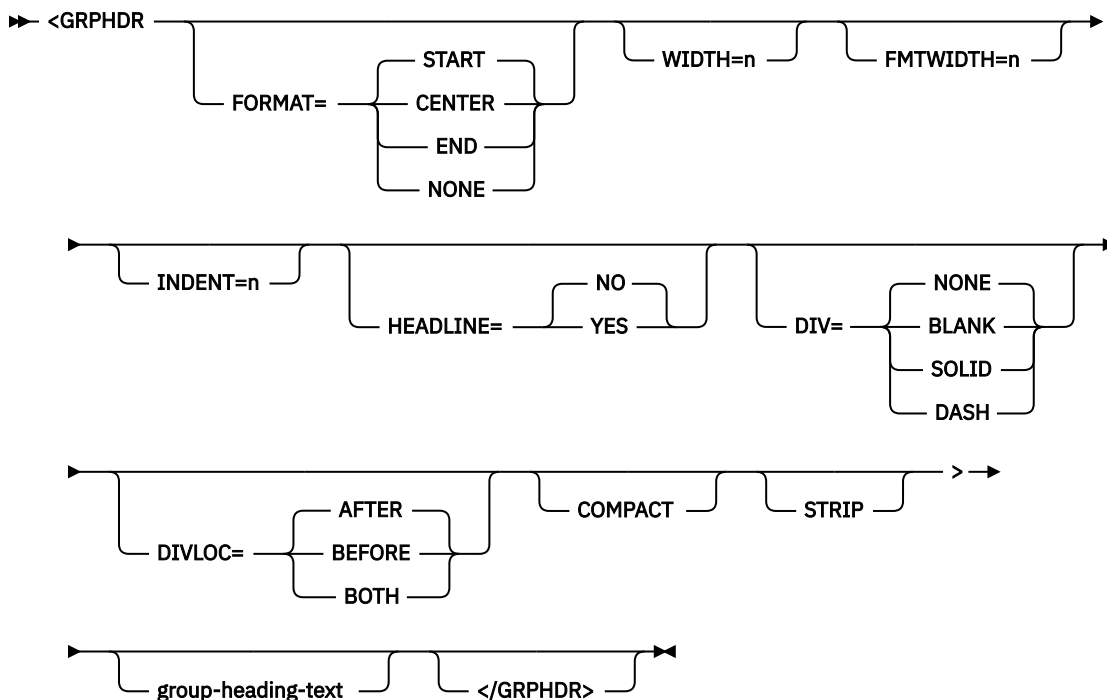 <GRPHDR
WIDTH=n FMTWIDTH=n
START
FORMAT= CENTER
END
NONE
INDENT=n
NO NONE
HEADLINE= YES DIV= BLANK
SOLID
DASH
>
AFTER COMPACT STRIP
DIVLOC= BEFORE
BOTH
group-heading-text </GRPHDR>